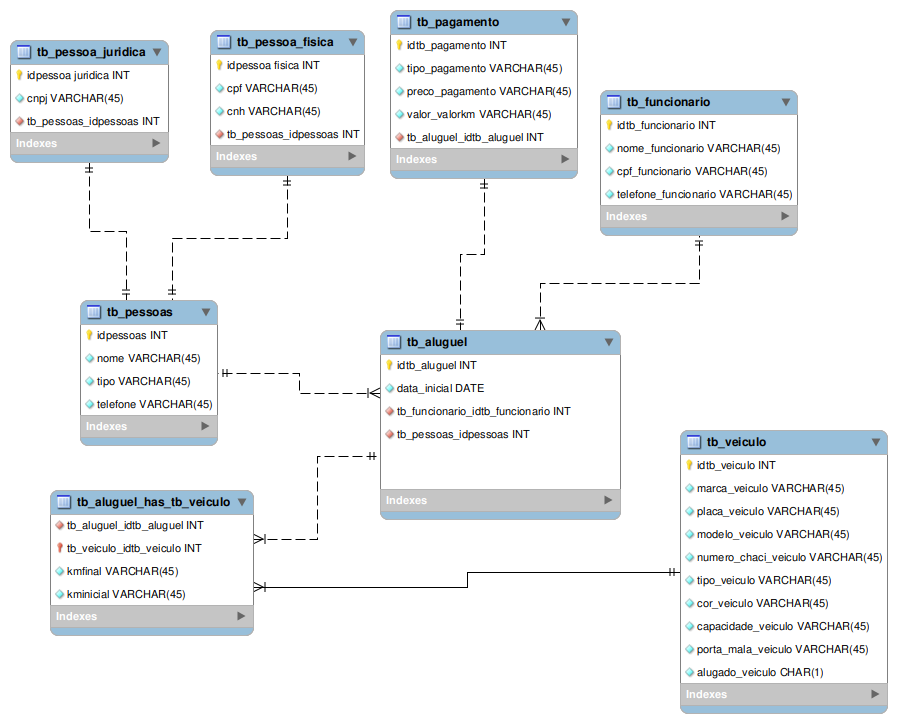 tb_pessoa_juridica
idpessoa juridica INT
cnpj VARCHAR(45)
tb_pessoas_idpessoas INT
Indexes
tb_pessoa_fisica
idpessoa fisica INT
cpf VARCHAR(45)
cnh VARCHAR(45)
tb_pessoas_idpessoas INT
Indexes
tb_pagamento
idtb_pagamento INT
tipo_pagamento VARCHAR(45)
preco_pagamento VARCHAR(45)
valor_valorkm VARCHAR(45)
tb_aluguel_idtb_aluguel INT
Indexes
tb_funcionario
idtb_funcionario INT
nome_funcionario VARCHAR(45)
cpf_funcionario VARCHAR(45)
telefone_funcionario VARCHAR(45)
Indexes
tb_pessoas
idpessoas INT
nome VARCHAR(45)
tipo VARCHAR(45)
telefone VARCHAR(45)
Indexes
tb_aluguel
idtb_aluguel INT
data_inicial DATE
tb_funcionario_idtb_funcionario INT
tb_pessoas_idpessoas INT
Indexes
tb_aluguel_has_tb_veiculo
tb_aluguel_idtb_aluguel INT
tb_veiculo_idtb_veiculo INT
kmfinal VARCHAR(45)
kminicial VARCHAR(45)
Indexes
tb_veiculo
idtb_veiculo INT
marca_veiculo VARCHAR(45)
placa_veiculo VARCHAR(45)
modelo_veiculo VARCHAR(45)
numero_chaci_veiculo VARCHAR(45)
tipo_veiculo VARCHAR(45)
cor_veiculo VARCHAR(45)
capacidade_veiculo VARCHAR(45)
porta_mala_veiculo VARCHAR(45)
alugado_veiculo CHAR(1)
Indexes